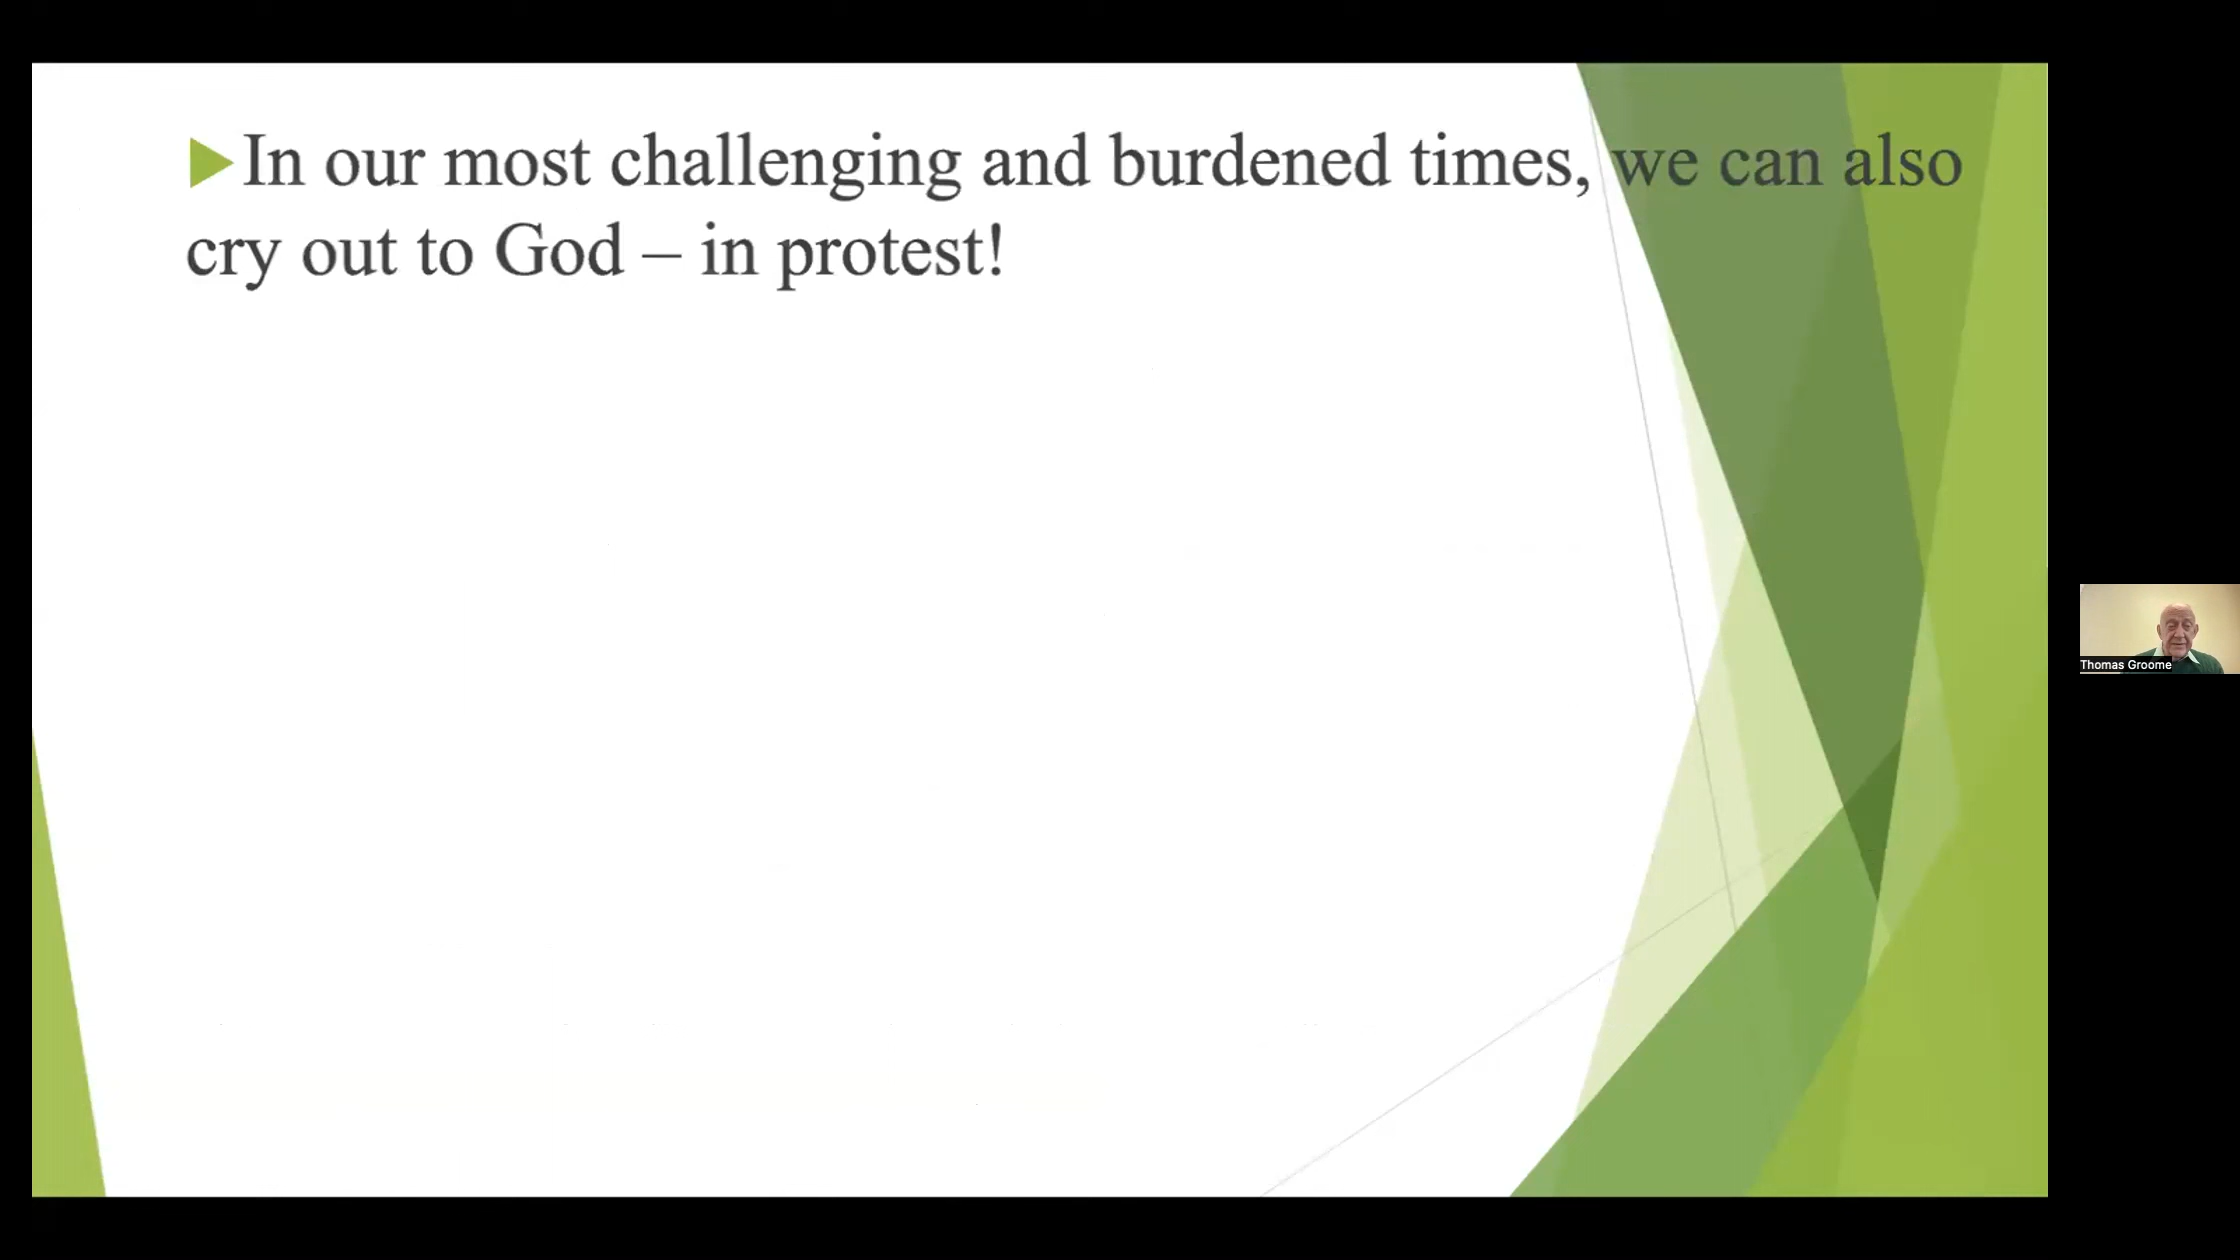 In our most challenging and burdened times, we can also
cry out to God – in protest!
Thomas Groome